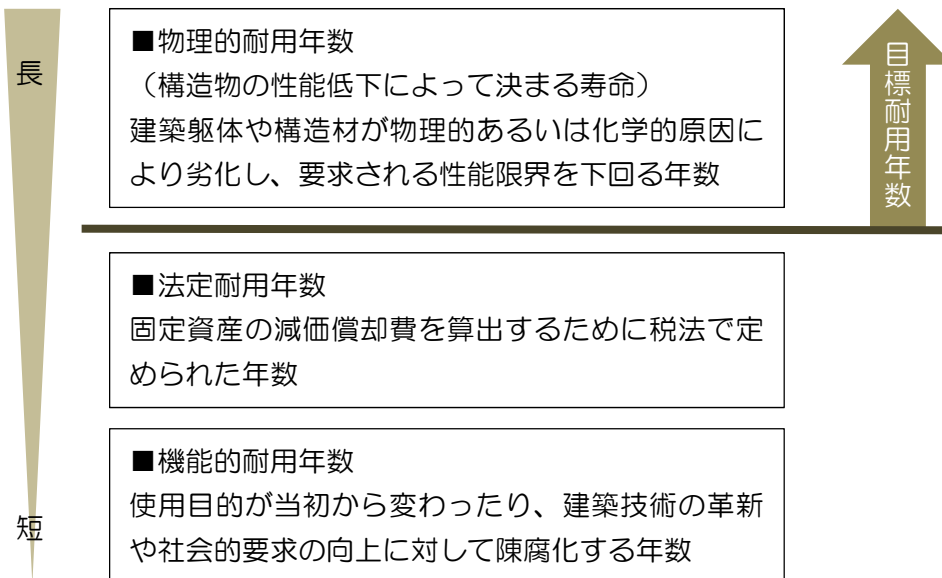 長
■物理的耐用年数
（構造物の性能低下によって決まる寿命）
建築躯体や構造材が物理的あるいは化学的原因に
より劣化し、要求される性能限界を下回る年数
目標耐用年数
■法定耐用年数
固定資産の減価償却費を算出するために税法で定
められた年数
■機能的耐用年数
使用目的が当初から変わったり、建築技術の革新
や社会的要求の向上に対して陳腐化する年数
短